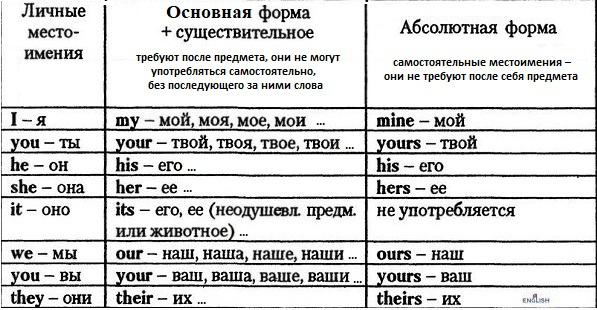 Личные место-имения
Основная форма
+ существительное
требуют после предмета, они не могут
употребляться самостоятельно,
без последующего за ними слова
Абсолютная форма
самостоятельные местоимения –
они не требуют после себя предмета
I – я
my – мой, моя, мое, мои ...
mine – мой
you – ты
your – твой, твоя, твое, твои ...
yours – твой
he – он
his – его ...
his – его
she – она
her – ее ...
hers – ее
it – оно
its – его, ее (неодушевл. предм.
или животное) ...
не употребляется
we – мы
our – наш, наша, наше, наши ...
ours – наш
you – вы
your – ваш, ваша, ваше, ваши ...
yours – ваш
they – они
their – их ...
theirs – их
ENGLISH